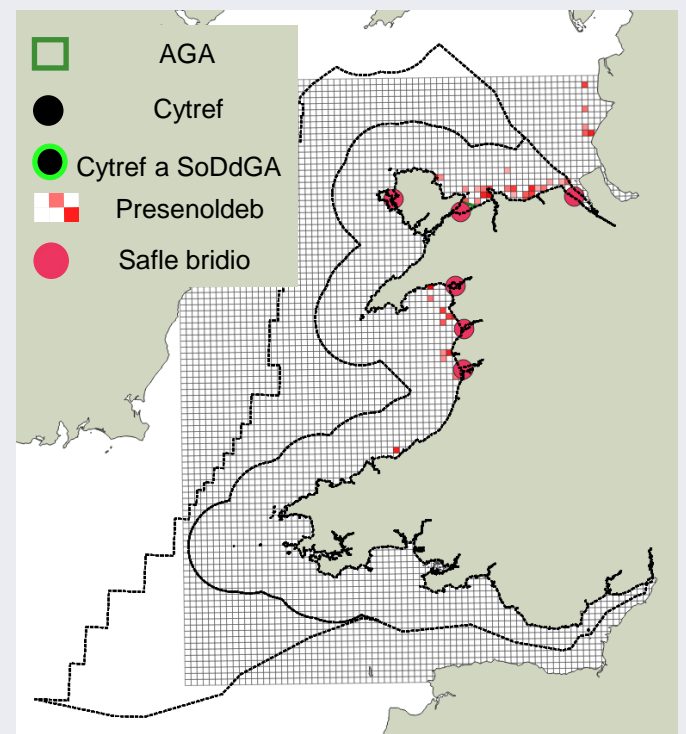 AGA
Cytref
Cytref a SoDdGA
Presenoldeb
Safle bridio